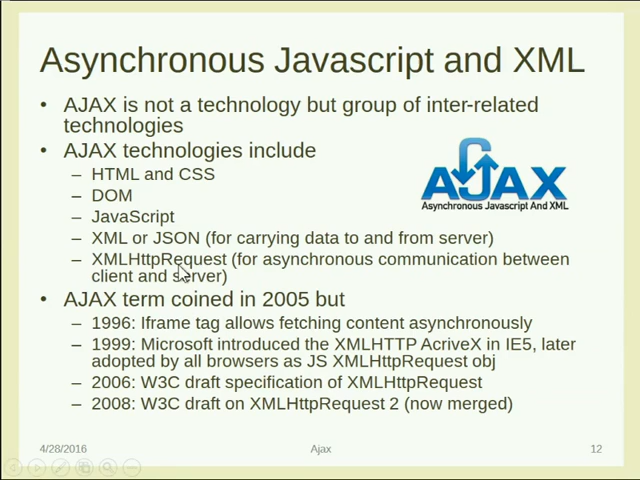 Asynchronous Javascript and XML
• AJAX is not a technology but group of inter-related
technologies
• AJAX technologies include
– HTML and CSS
– DOM
– JavaScript
– XML or JSON (for carrying data to and from server)
– XMLHttpRequest (for asynchronous communication between
client and server)
AJAX
Asynchronous Javascript And XML
• AJAX term coined in 2005 but
– 1996: Iframe tag allows fetching content asynchronously
– 1999: Microsoft introduced the XMLHTTP AcriveX in IE5, later
adopted by all browsers as JS XMLHttpRequest obj
– 2006: W3C draft specification of XMLHttpRequest
– 2008: W3C draft on XMLHttpRequest 2 (now merged)
4/28/2016
Ajax
12